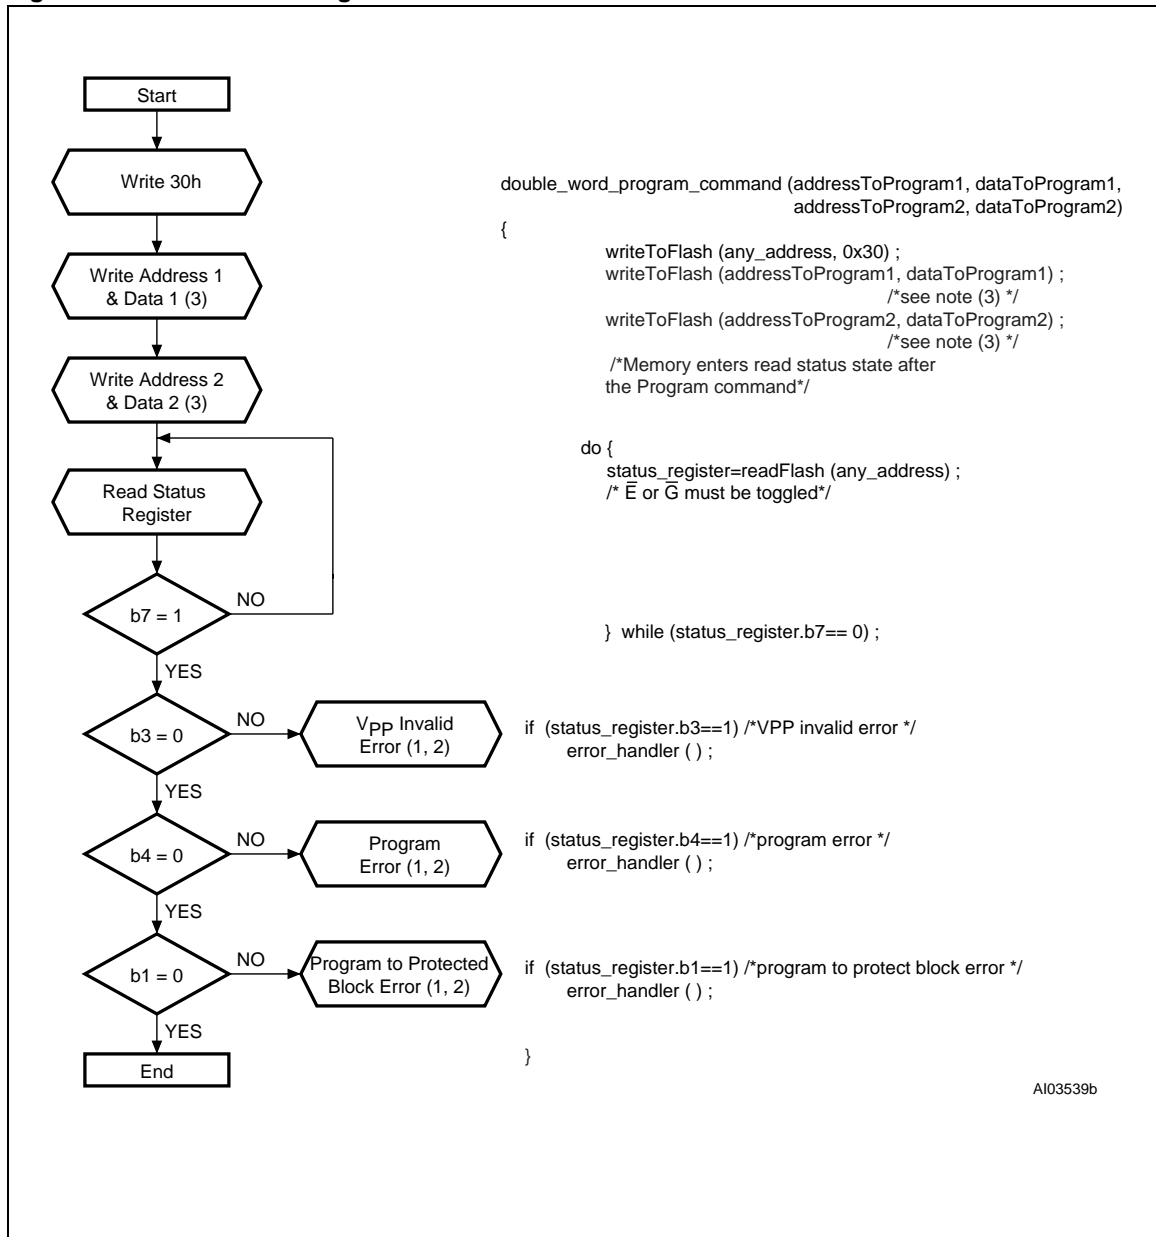 Start
Write 30h
Write Address 1
& Data 1 (3)
Write Address 2
& Data 2 (3)
Read Status
Register
NO
b7 = 1
YES
NO
b3 = 0
VPP Invalid
Error (1, 2)
YES
NO
b4 = 0
Program
Error (1, 2)
YES
NO
b1 = 0
Program to Protected
Block Error (1, 2)
YES
End
double_word_program_command (addressToProgram1, dataToProgram1,
addressToProgram2, dataToProgram2)
{
writeToFlash (any_address, 0x30) ;
writeToFlash (addressToProgram1, dataToProgram1) ;
/*see note (3) */
writeToFlash (addressToProgram2, dataToProgram2) ;
/*see note (3) */
/*Memory enters read status state after
the Program command*/
do {
status_register=readFlash (any_address) ;
/* E̅ or G̅ must be toggled*/
} while (status_register.b7== 0) ;
if (status_register.b3==1) /*VPP invalid error */
error_handler ( ) ;
if (status_register.b4==1) /*program error */
error_handler ( ) ;
if (status_register.b1==1) /*program to protect block error */
error_handler ( ) ;
}
AI03539b